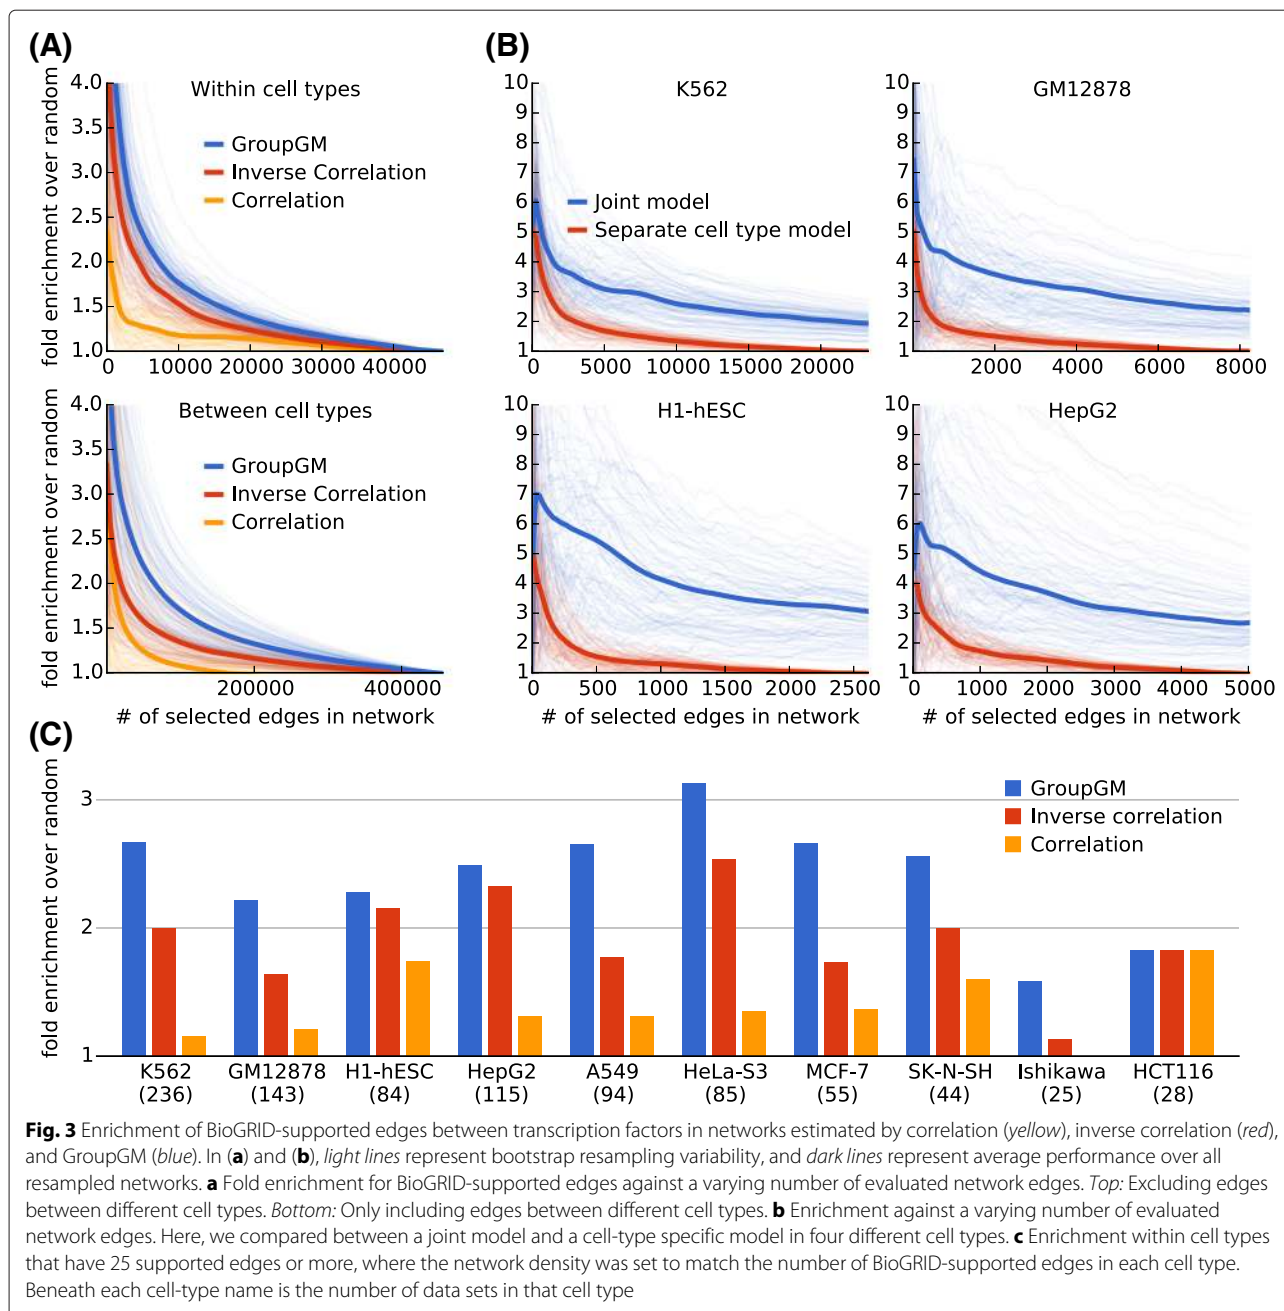 (A)
fold enrichment over random
4.0
3.5
3.0
2.5
2.0
1.5
1.0
Within cell types
GroupGM
Inverse Correlation
Correlation
0 10000 20000 30000 40000
fold enrichment over random
4.0
3.5
3.0
2.5
2.0
1.5
1.0
Between cell types
GroupGM
Inverse Correlation
Correlation
200000 400000
# of selected edges in network
(B)
K562
10
9
8
7
6
5
4
3
2
1
Joint model
Separate cell type model
0 5000 10000 15000 20000
GM12878
10
9
8
7
6
5
4
3
2
1
2000 4000 6000 8000
H1-hESC
10
9
8
7
6
5
4
3
2
1
0 500 1000 1500 2000 2500
# of selected edges in network
HepG2
10
9
8
7
6
5
4
3
2
1
0 1000 2000 3000 4000 5000
# of selected edges in network
(C)
fold enrichment over random
3
2
1
GroupGM
Inverse correlation
Correlation
K562 GM12878 H1-hESC HepG2 A549 HeLa-S3 MCF-7 SK-N-SH Ishikawa HCT116
(236) (143) (84) (115) (94) (85) (55) (44) (25) (28)
Fig. 3 Enrichment of BioGRID-supported edges between transcription factors in networks estimated by correlation (yellow), inverse correlation (red),
and GroupGM (blue). In (a) and (b), light lines represent bootstrap resampling variability, and dark lines represent average performance over all
resampled networks. a Fold enrichment for BioGRID-supported edges against a varying number of evaluated network edges. Top: Excluding edges
between different cell types. Bottom: Only including edges between different cell types. b Enrichment against a varying number of evaluated
network edges. Here, we compared between a joint model and a cell-type specific model in four different cell types. c Enrichment within cell types
that have 25 supported edges or more, where the network density was set to match the number of BioGRID-supported edges in each cell type.
Beneath each cell-type name is the number of data sets in that cell type